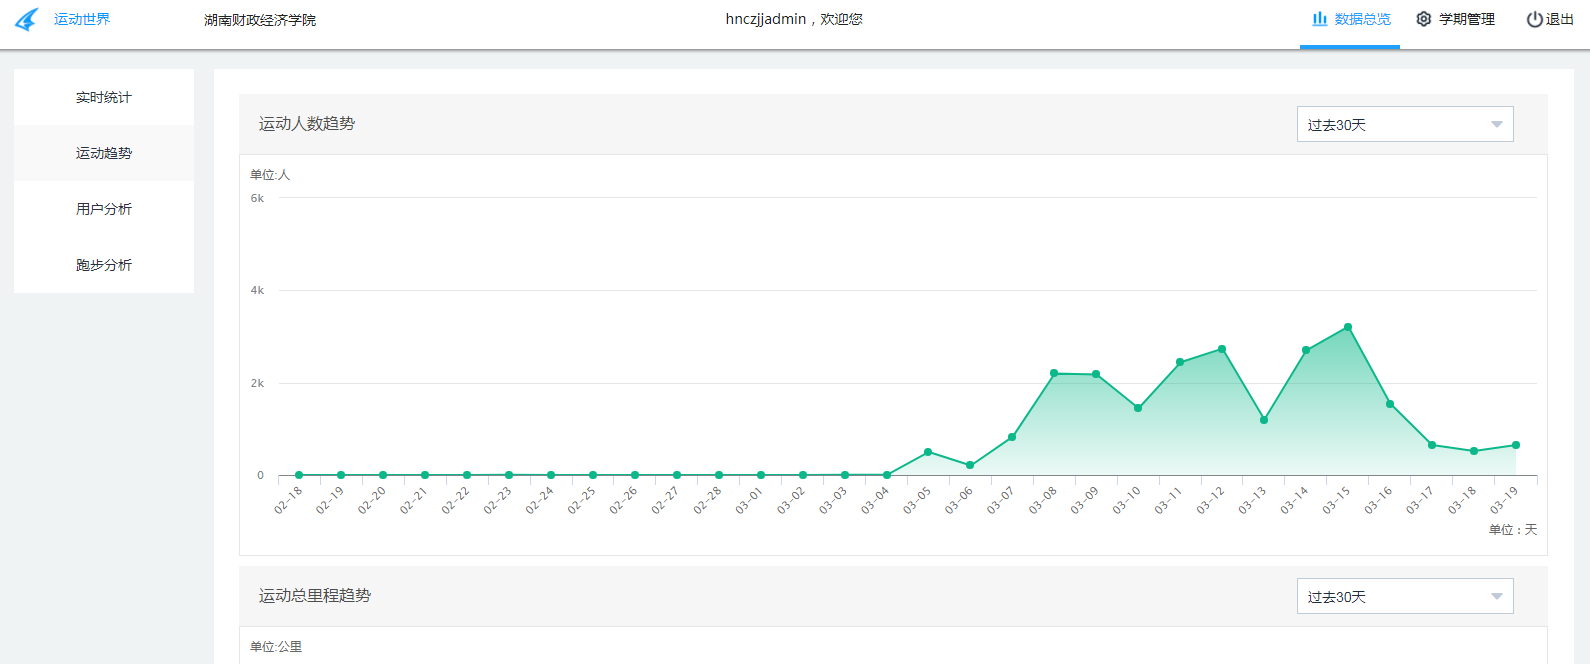 运动世界
湖南财政经济学院
hnczjjadmin，欢迎您
数据总览
学期管理
退出
实时统计
运动趋势
用户分析
跑步分析
运动人数趋势
过去30天
单位:人
6k
4k
2k
0
02-18 02-19 02-20 02-21 02-22 02-23 02-24 02-25 02-26 02-27 02-28 03-01 03-02 03-03 03-04 03-05 03-06 03-07 03-08 03-09 03-10 03-11 03-12 03-13 03-14 03-15 03-16 03-17 03-18 03-19
单位：天
运动总里程趋势
过去30天
单位:公里